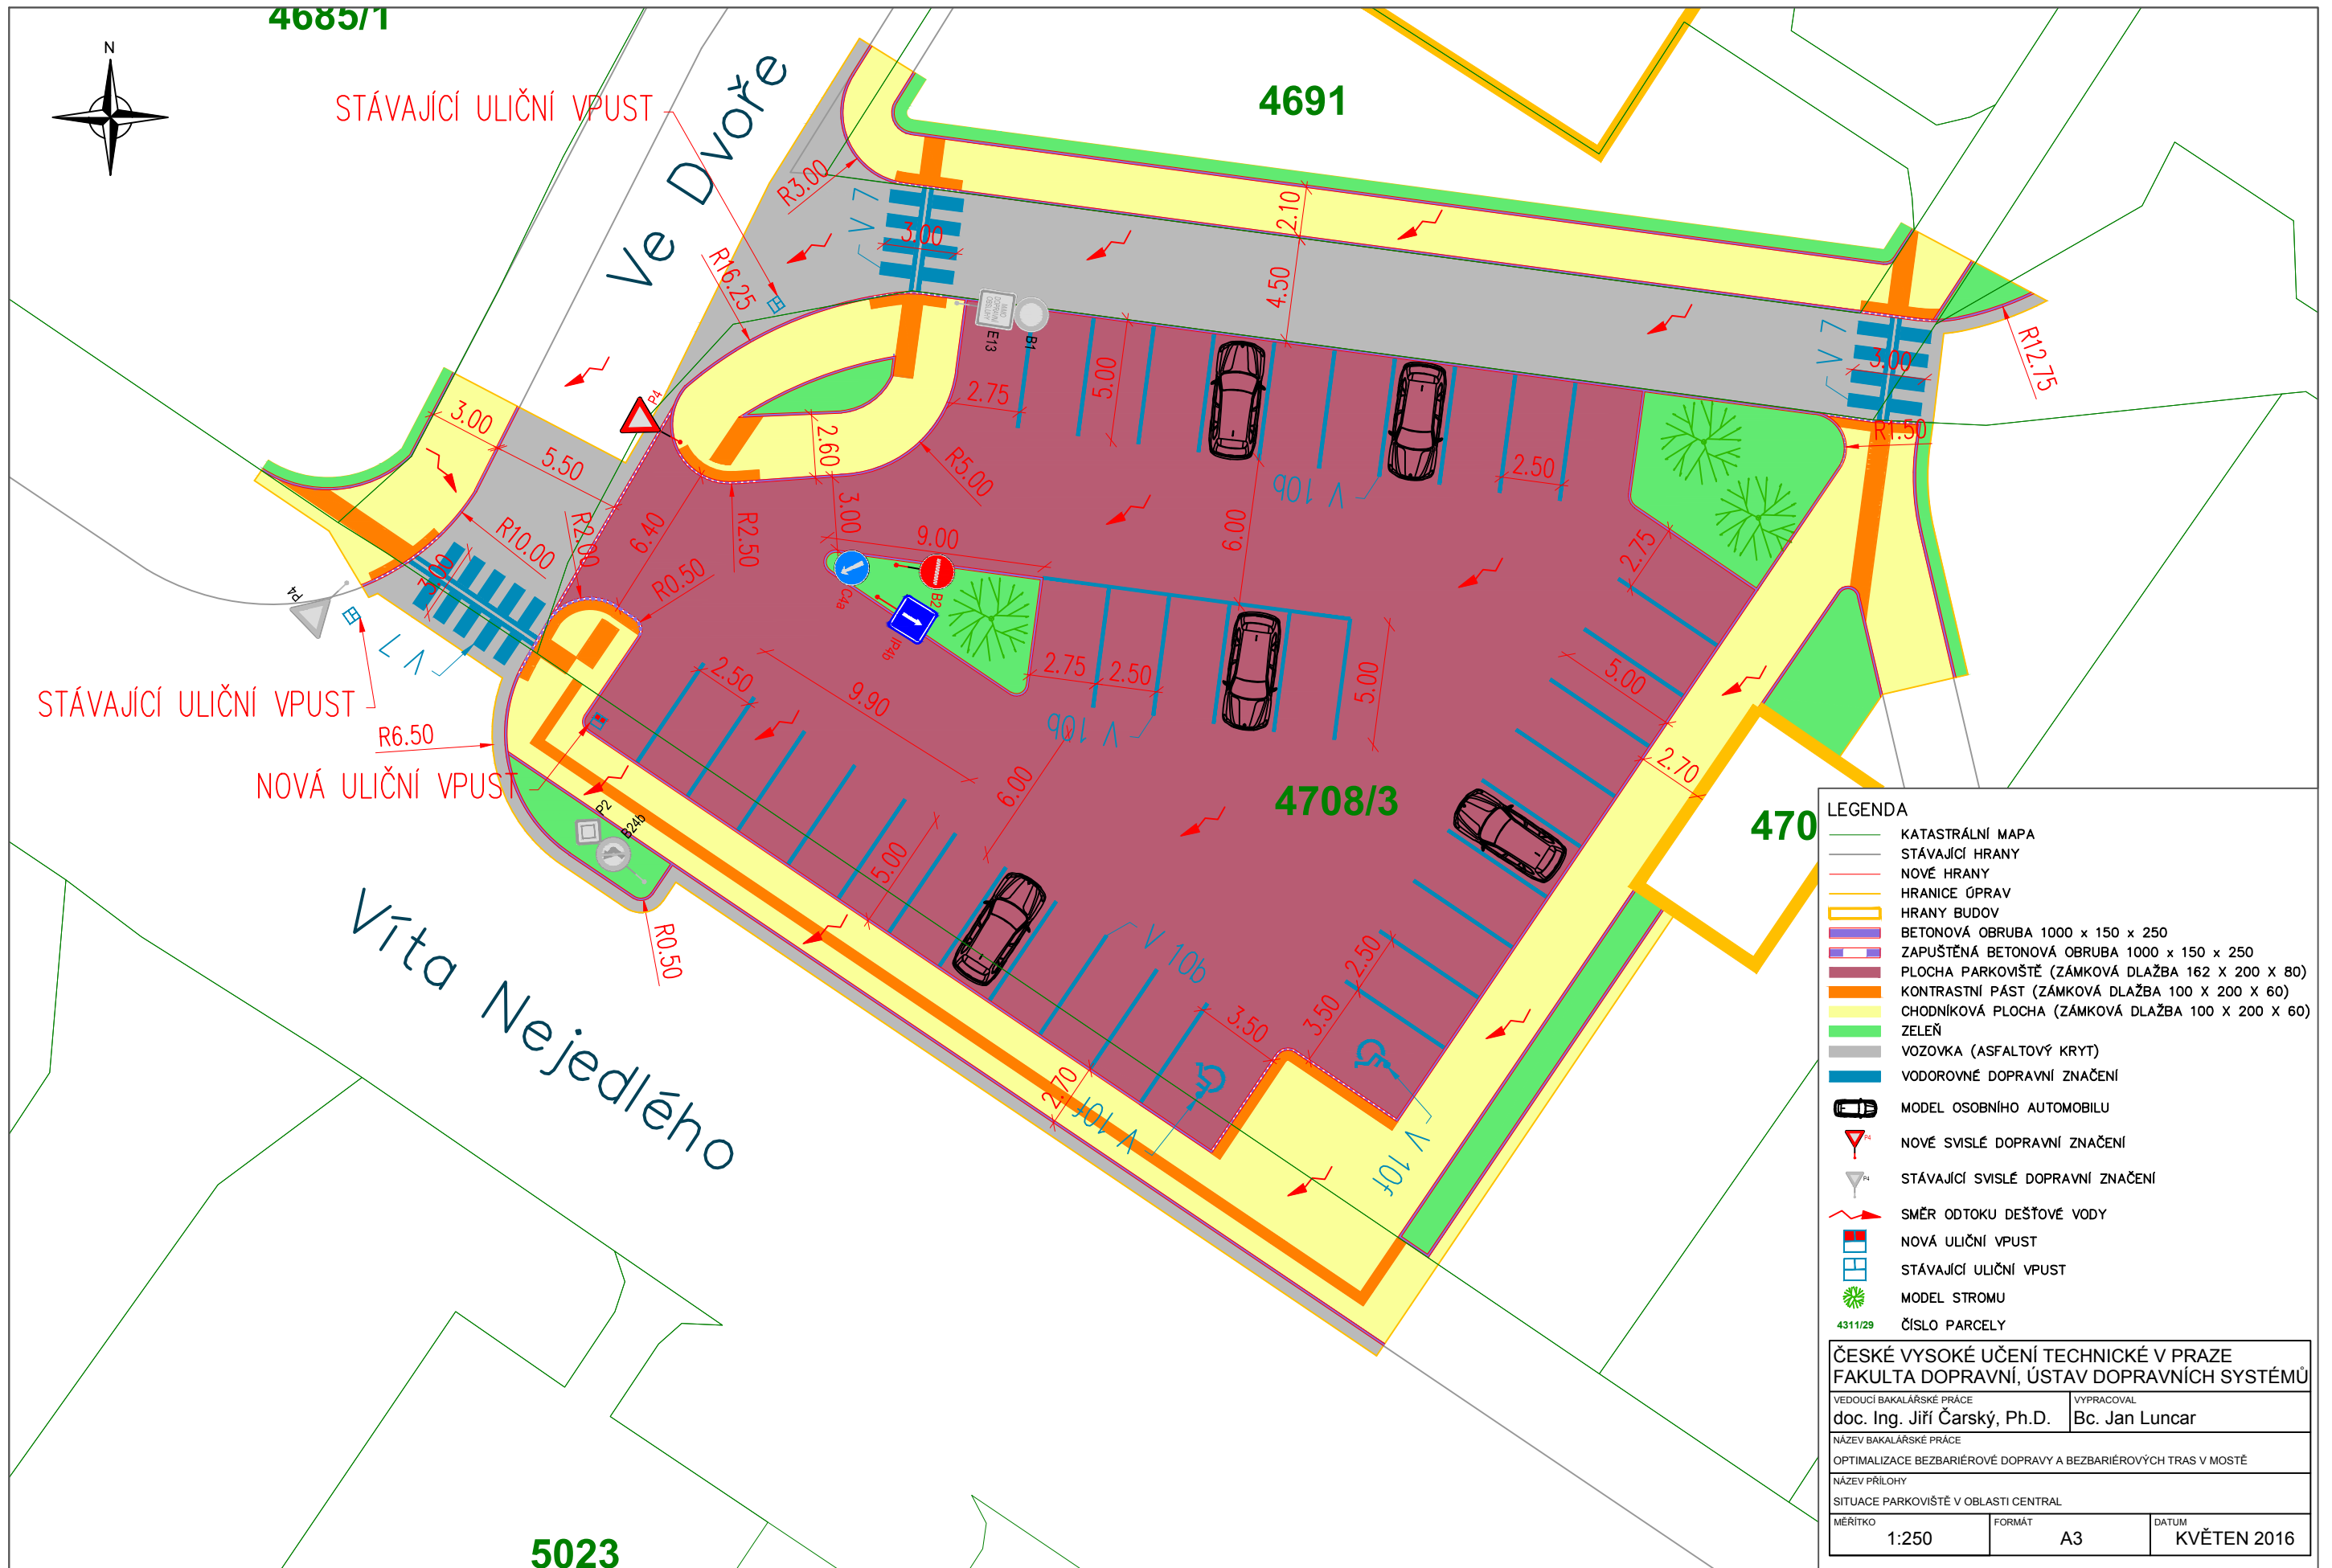 4685/1
N
STÁVAJÍCÍ ULIČNÍ VPUST
Ve Dvoře
4691
R3.00
V 7
3.00
2.10
4.50
R16.25
E13
B1
P4
2.75
5.00
V 7
3.00
R12.75
R1.50
3.00
5.50
2.60
R5.00
2.50
V 10b
R10.00
R2.00
6.40
R2.50
3.00
9.00
6.00
2.75
3.00
P4
R0.50
C4a
B2
IP4b
V 7
2.50
9.90
2.75
2.50
5.00
5.00
V 10b
STÁVAJÍCÍ ULIČNÍ VPUST
R6.50
NOVÁ ULIČNÍ VPUST
6.00
2.70
4708/3
470
P2
B24b
5.00
R0.50
V 10b
2.50
3.50
3.50
2.70
V 10f
V 10f
Víta Nejedlého
5023
LEGENDA
KATASTRÁLNÍ MAPA
STÁVAJÍCÍ HRANY
NOVÉ HRANY
HRANICE ÚPRAV
HRANY BUDOV
BETONOVÁ OBRUBA 1000 x 150 x 250
ZAPUŠTĚNÁ BETONOVÁ OBRUBA 1000 x 150 x 250
PLOCHA PARKOVIŠTĚ (ZÁMKOVÁ DLAŽBA 162 X 200 X 80)
KONTRASTNÍ PÁST (ZÁMKOVÁ DLAŽBA 100 X 200 X 60)
CHODNÍKOVÁ PLOCHA (ZÁMKOVÁ DLAŽBA 100 X 200 X 60)
ZELEŇ
VOZOVKA (ASFALTOVÝ KRYT)
VODOROVNÉ DOPRAVNÍ ZNAČENÍ
MODEL OSOBNÍHO AUTOMOBILU
P4
NOVÉ SVISLÉ DOPRAVNÍ ZNAČENÍ
P4
STÁVAJÍCÍ SVISLÉ DOPRAVNÍ ZNAČENÍ
SMĚR ODTOKU DEŠŤOVÉ VODY
NOVÁ ULIČNÍ VPUST
STÁVAJÍCÍ ULIČNÍ VPUST
MODEL STROMU
4311/29 ČÍSLO PARCELY
ČESKÉ VYSOKÉ UČENÍ TECHNICKÉ V PRAZE
FAKULTA DOPRAVNÍ, ÚSTAV DOPRAVNÍCH SYSTÉMŮ
VEDOUCÍ BAKALÁŘSKÉ PRÁCE
doc. Ing. Jiří Čarský, Ph.D.
VYPRACOVAL
Bc. Jan Luncar
NÁZEV BAKALÁŘSKÉ PRÁCE
OPTIMALIZACE BEZBARIÉROVÉ DOPRAVY A BEZBARIÉROVÝCH TRAS V MOSTĚ
NÁZEV PŘÍLOHY
SITUACE PARKOVIŠTĚ V OBLASTI CENTRAL
MĚŘÍTKO
1:250
FORMÁT
A3
DATUM
KVĚTEN 2016